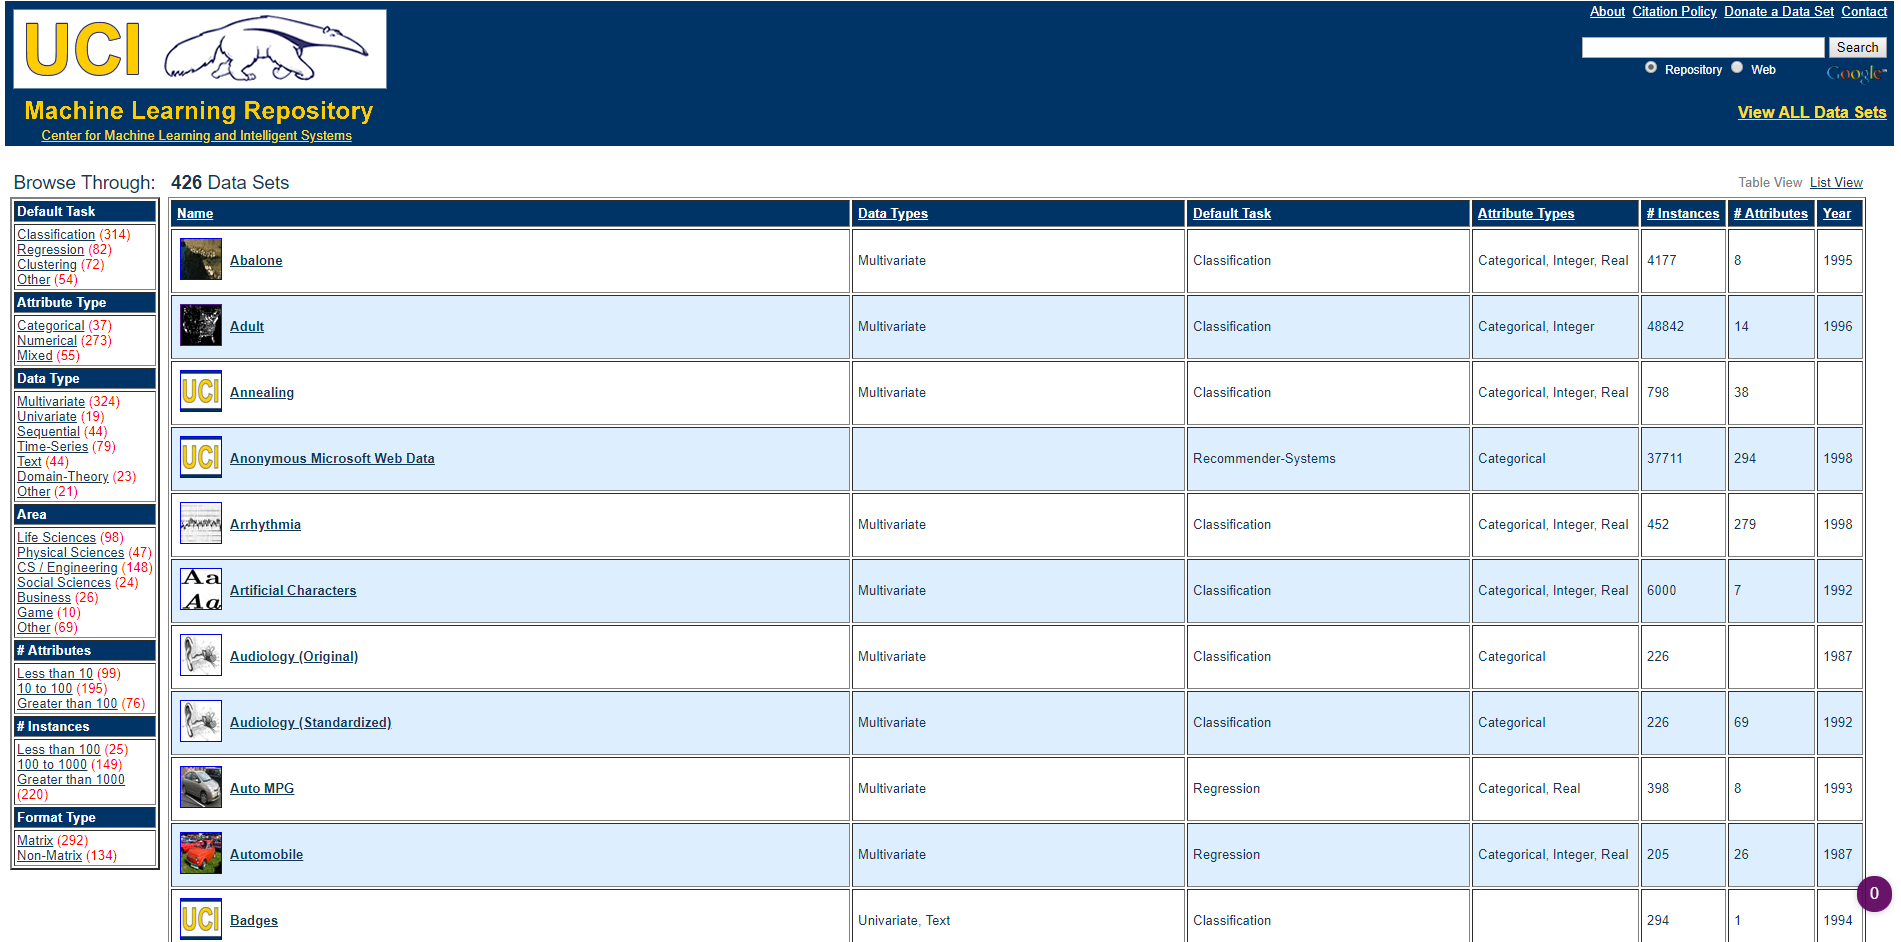 UCI
About Citation Policy Donate a Data Set Contact
Search
Repository Web
Google™
Machine Learning Repository
Center for Machine Learning and Intelligent Systems
View ALL Data Sets
Browse Through:
Default Task
Classification (314)
Regression (82)
Clustering (72)
Other (54)
Attribute Type
Categorical (37)
Numerical (273)
Mixed (55)
Data Type
Multivariate (324)
Univariate (19)
Sequential (44)
Time-Series (79)
Text (44)
Domain-Theory (23)
Other (21)
Area
Life Sciences (98)
Physical Sciences (47)
CS / Engineering (148)
Social Sciences (24)
Business (26)
Game (10)
Other (69)
# Attributes
Less than 10 (99)
10 to 100 (195)
Greater than 100 (76)
# Instances
Less than 100 (25)
100 to 1000 (149)
Greater than 1000
(220)
Format Type
Matrix (292)
Non-Matrix (134)
426 Data Sets
Table View List View
Name Data Types Default Task Attribute Types # Instances # Attributes Year
Abalone Multivariate Classification Categorical, Integer, Real 4177 8 1995
Adult Multivariate Classification Categorical, Integer 48842 14 1996
UCI Annealing Multivariate Classification Categorical, Integer, Real 798 38
UCI Anonymous Microsoft Web Data Recommender-Systems Categorical 37711 294 1998
Arrhythmia Multivariate Classification Categorical, Integer, Real 452 279 1998
Aa
Aa
Artificial Characters Multivariate Classification Categorical, Integer, Real 6000 7 1992
Audiology (Original) Multivariate Classification Categorical 226 1987
Audiology (Standardized) Multivariate Classification Categorical 226 69 1992
Auto MPG Multivariate Regression Categorical, Real 398 8 1993
Automobile Multivariate Regression Categorical, Integer, Real 205 26 1987
UCI Badges Univariate, Text Classification 294 1 1994
0